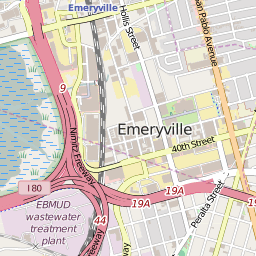 Emeryville
Hollis Street
San Pablo Avenue
9
Nimitz Freeway
Emeryville
40th Street
I 80
19A
19A
Peralta Street
EBMUD
wastewater
treatment
plant
44
Freeway